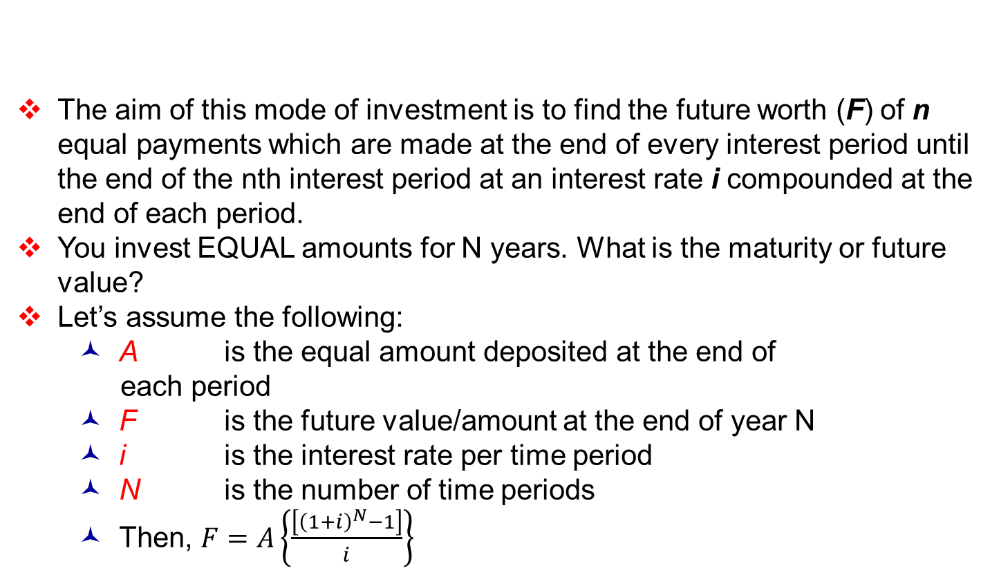 ❖ The aim of this mode of investment is to find the future worth (F) of n
equal payments which are made at the end of every interest period until
the end of the nth interest period at an interest rate i compounded at the
end of each period.
❖ You invest EQUAL amounts for N years. What is the maturity or future
value?
❖ Let’s assume the following:
A is the equal amount deposited at the end of
each period
F is the future value/amount at the end of year N
i is the interest rate per time period
N is the number of time periods
Then, F = A{[(1+i)^N−1]/i}